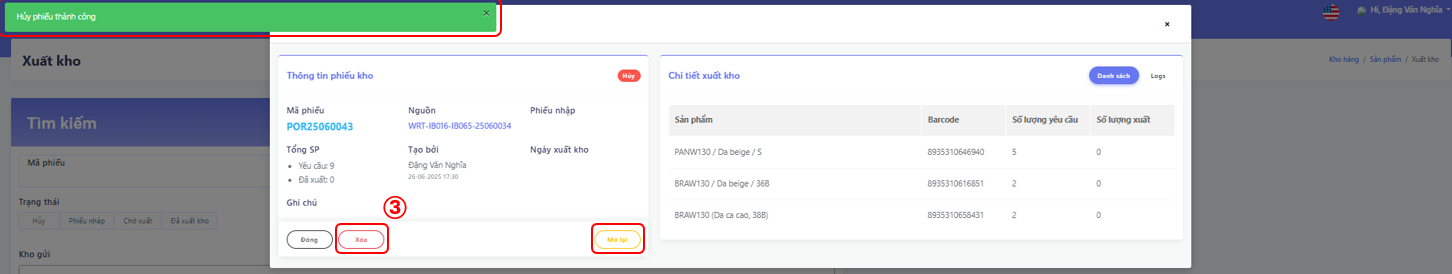 Hủy phiếu thành công
×
Hi, Đặng Văn Nghĩa
×
Xuất kho
Kho hàng / Sản phẩm / Xuất kho
Tìm kiếm
Mã phiếu
Trạng thái
Hủy
Phiếu nháp
Chờ xuất
Đã xuất kho
Kho gửi
Thông tin phiếu kho
Hủy
Mã phiếu
POR25060043
Nguồn
WRT-IB016-IB065-25060034
Phiếu nhập
Tổng SP
Yêu cầu: 9
Đã xuất: 0
Tạo bởi
Đặng Văn Nghĩa
26-06-2025 17:30
Ngày xuất kho
Ghi chú
③
Đóng
Xóa
Mở lại
Chi tiết xuất kho
Danh sách
Logs
Sản phẩm Barcode Số lượng yêu cầu Số lượng xuất
PANW130 / Da beige / S 8935310646940 5 0
BRAW130 / Da beige / 36B 8935310616851 2 0
BRAW130 (Da ca cao, 38B) 8935310658431 2 0